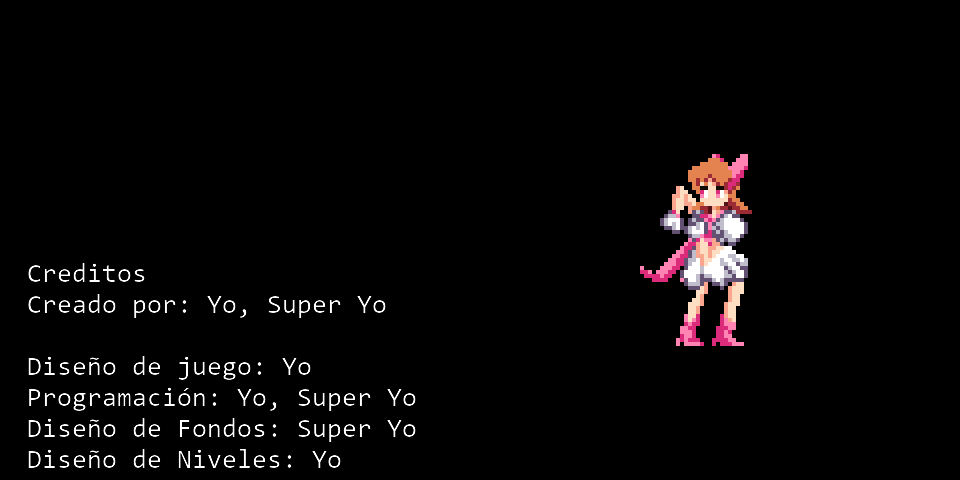 Creditos
Creado por: Yo, Super Yo
Diseño de juego: Yo
Programación: Yo, Super Yo
Diseño de Fondos: Super Yo
Diseño de Niveles: Yo